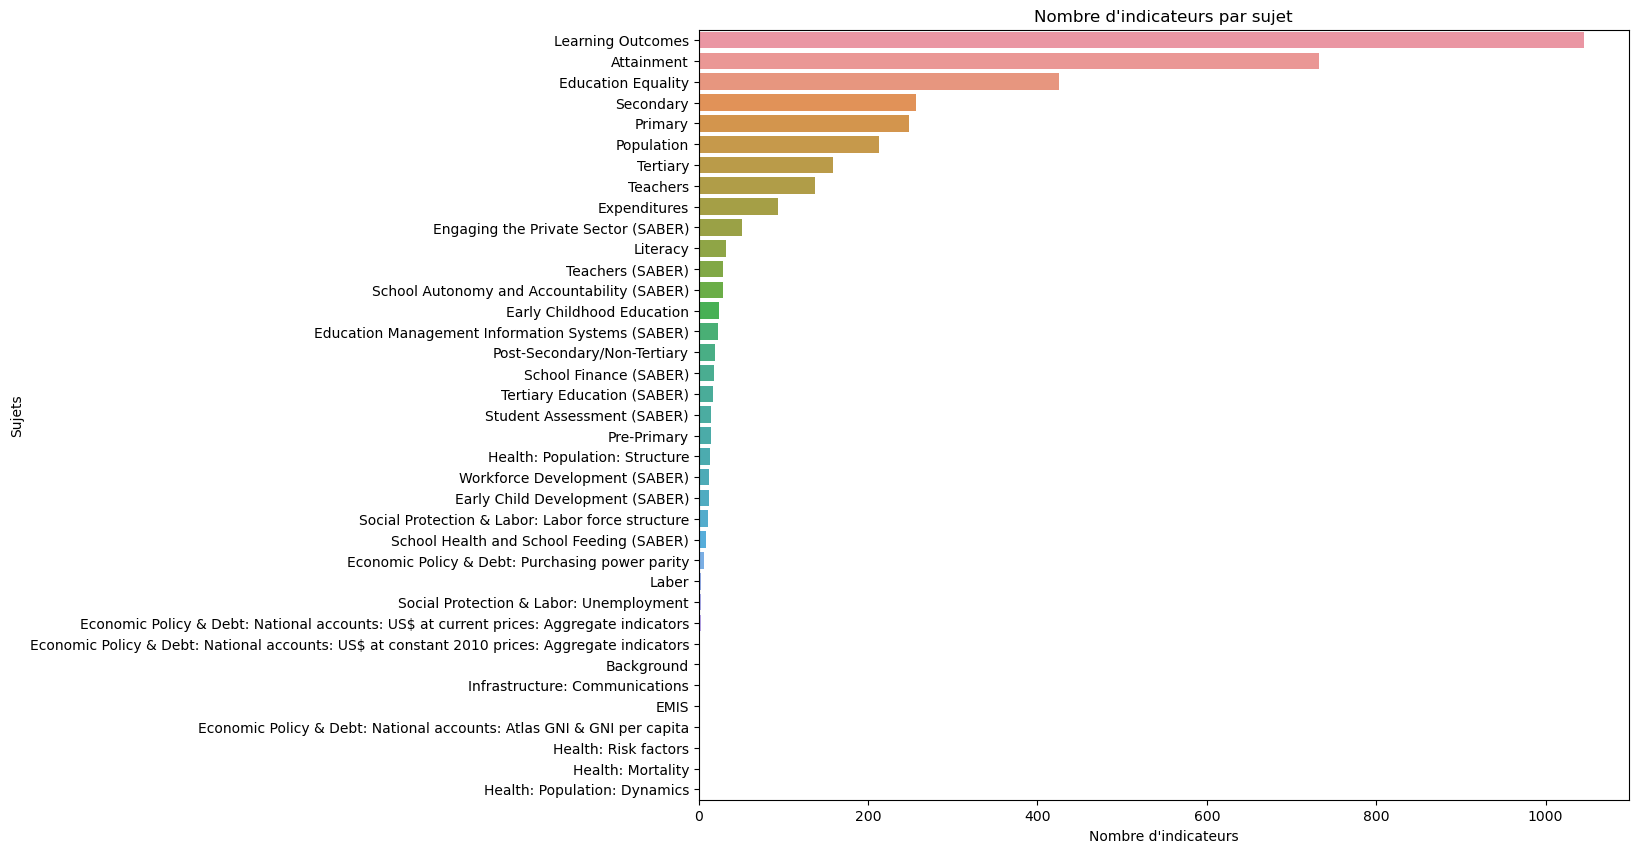 Nombre d'indicateurs par sujet
Learning Outcomes
Attainment
Education Equality
Secondary
Primary
Population
Tertiary
Teachers
Expenditures
Engaging the Private Sector (SABER)
Literacy
Teachers (SABER)
School Autonomy and Accountability (SABER)
Early Childhood Education
Education Management Information Systems (SABER)
Post-Secondary/Non-Tertiary
School Finance (SABER)
Tertiary Education (SABER)
Student Assessment (SABER)
Pre-Primary
Health: Population: Structure
Workforce Development (SABER)
Early Child Development (SABER)
Social Protection & Labor: Labor force structure
School Health and School Feeding (SABER)
Economic Policy & Debt: Purchasing power parity
Laber
Social Protection & Labor: Unemployment
Economic Policy & Debt: National accounts: US$ at current prices: Aggregate indicators
Economic Policy & Debt: National accounts: US$ at constant 2010 prices: Aggregate indicators
Background
Infrastructure: Communications
EMIS
Economic Policy & Debt: National accounts: Atlas GNI & GNI per capita
Health: Risk factors
Health: Mortality
Health: Population: Dynamics
Sujets
0 200 400 600 800 1000
Nombre d'indicateurs